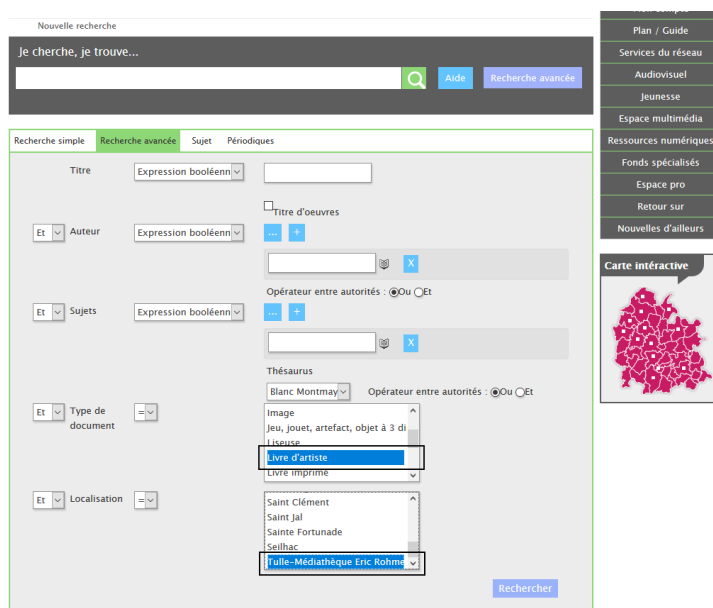 Nouvelle recherche
Je cherche, je trouve...
Aide
Recherche avancée
Recherche simple
Recherche avancée
Sujet
Périodiques
Titre
Expression booléenn
Titre d'oeuvres
Et
Auteur
Expression booléenn
...
+
X
Opérateur entre autorités : Ou Et
Et
Sujets
Expression booléenn
...
+
X
Thésaurus
Blanc Montmay
Opérateur entre autorités : Ou Et
Et
Type de
document
=
Image
Jeu, jouet, artefact, objet à 3 di
Liseuse
Livre d'artiste
Livre imprimé
Et
Localisation
=
Saint Clément
Saint Jal
Sainte Fortunade
Seilhac
Tulle-Médiathèque Eric Rohme
Rechercher
Plan / Guide
Services du réseau
Audiovisuel
Jeunesse
Espace multimédia
Ressources numériques
Fonds spécialisés
Espace pro
Retour sur
Nouvelles d'ailleurs
Carte intéractive